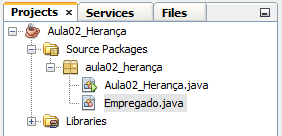 Projects × Services Files
Aula02_Herança
Source Packages
aula02_herança
Aula02_Herança.java
Empregado.java
Libraries